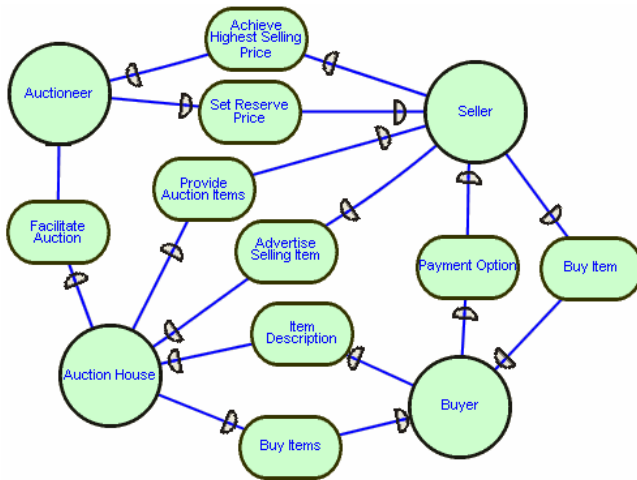 Achieve
Highest Selling
Price
Auctioneer
Set Reserve
Price
Seller
Provide
Auction Items
Facilitate
Auction
Advertise
Selling Item
Payment Option
Buy Item
Item
Description
Auction House
Buyer
Buy Items